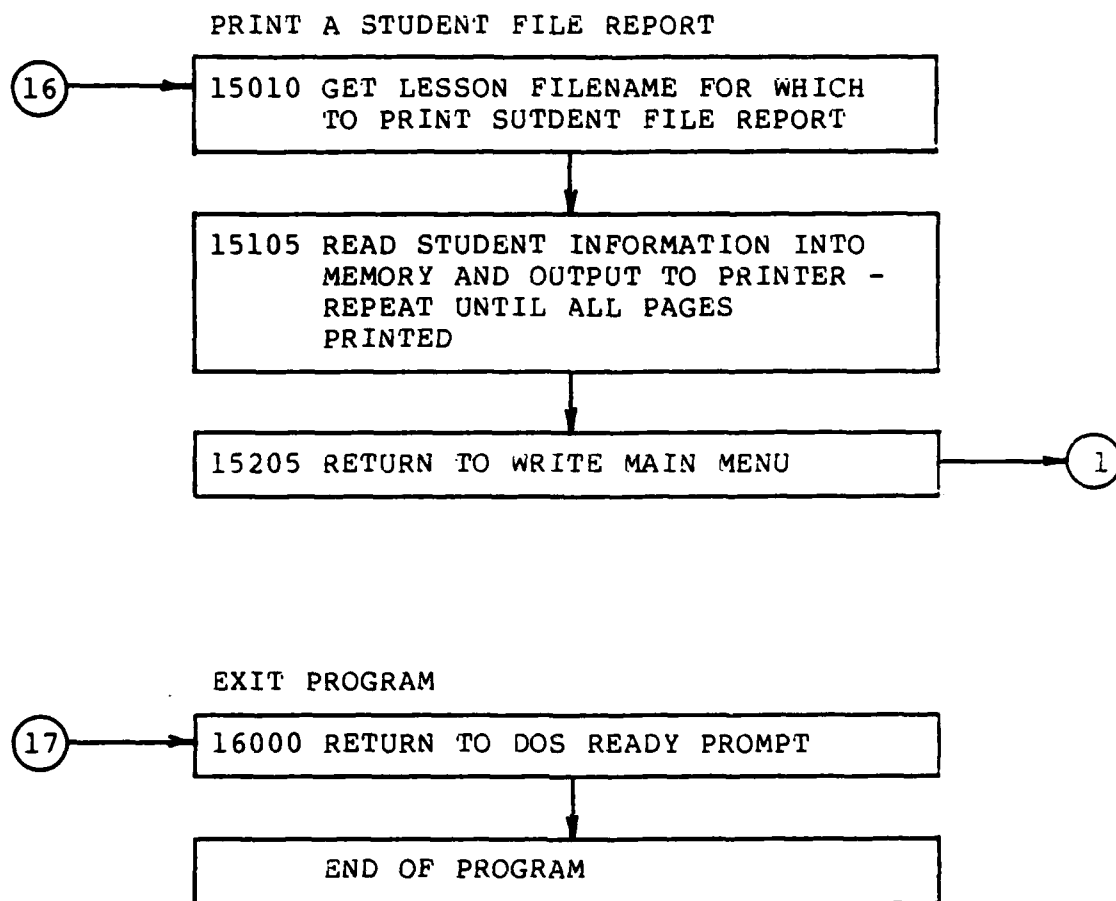 PRINT A STUDENT FILE REPORT
16
15010 GET LESSON FILENAME FOR WHICH
TO PRINT SUTDENT FILE REPORT
15105 READ STUDENT INFORMATION INTO
MEMORY AND OUTPUT TO PRINTER -
REPEAT UNTIL ALL PAGES
PRINTED
15205 RETURN TO WRITE MAIN MENU
1
EXIT PROGRAM
17
16000 RETURN TO DOS READY PROMPT
END OF PROGRAM